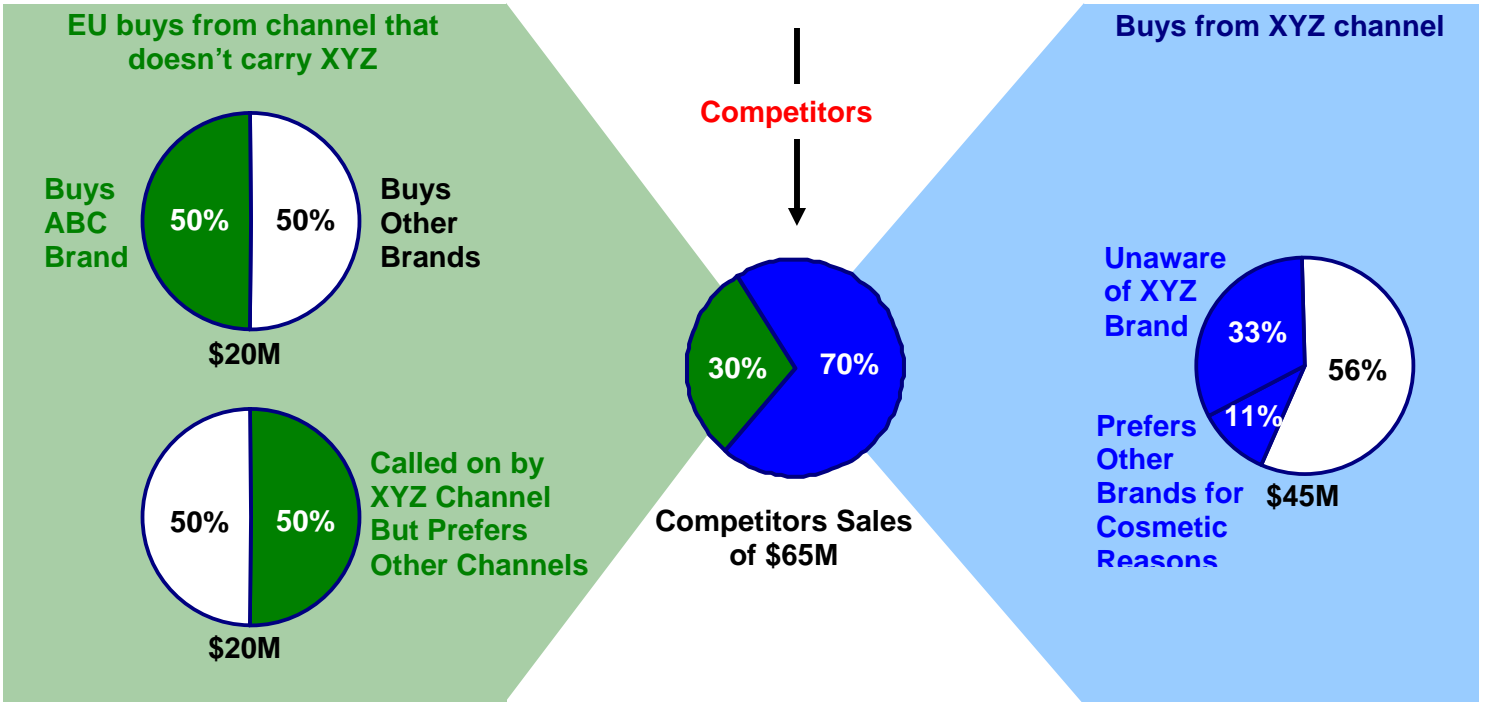 EU buys from channel that
doesn't carry XYZ
Buys
ABC
Brand
50%
50%
Buys
Other
Brands
$20M
50%
50%
Called on by
XYZ Channel
But Prefers
Other Channels
$20M
Competitors
30%
70%
Competitors Sales
of $65M
Buys from XYZ channel
Unaware
of XYZ
Brand
33%
56%
11%
Prefers
Other
Brands for
Cosmetic
Reasons
$45M